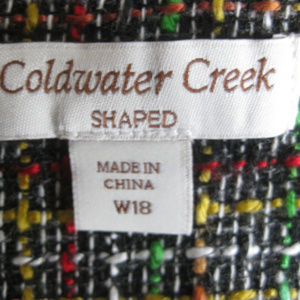 Coldwater Creek
SHAPED
MADE IN
CHINA
W18